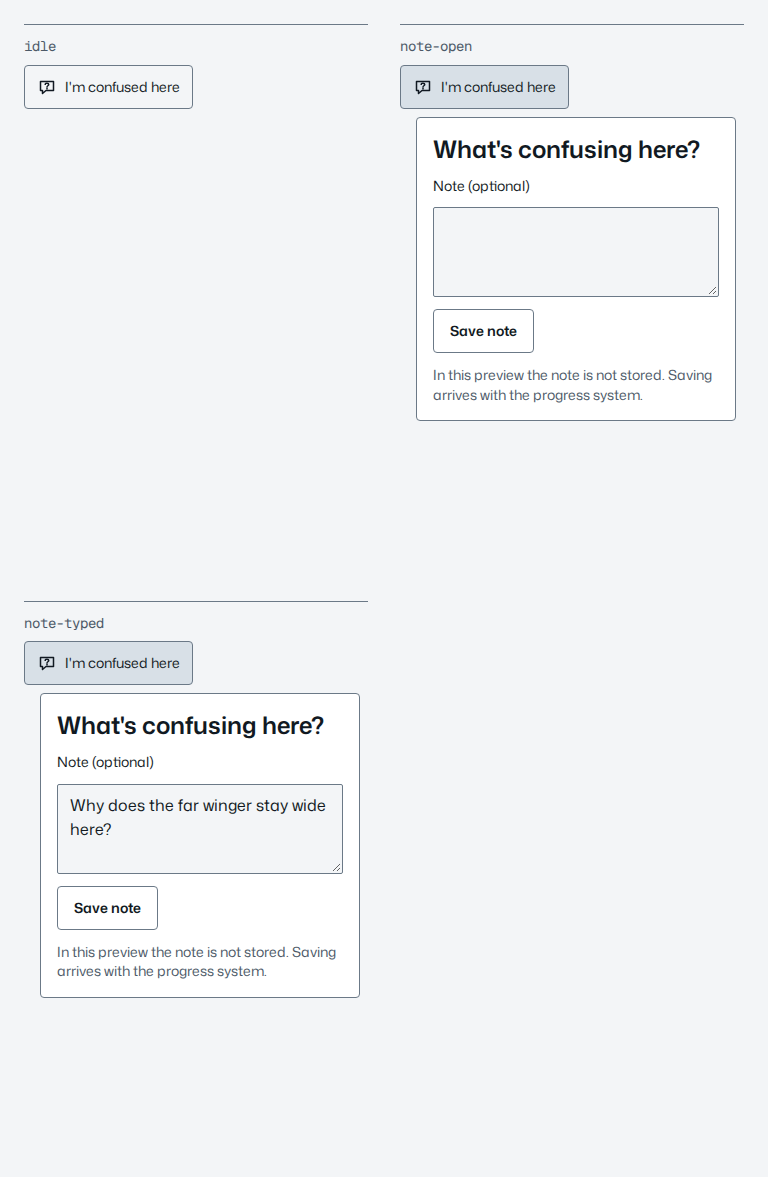 idle
I'm confused here
note-open
I'm confused here
What's confusing here?
Note (optional)
Save note
In this preview the note is not stored. Saving
arrives with the progress system.
note-typed
I'm confused here
What's confusing here?
Note (optional)
Why does the far winger stay wide
here?
Save note
In this preview the note is not stored. Saving
arrives with the progress system.